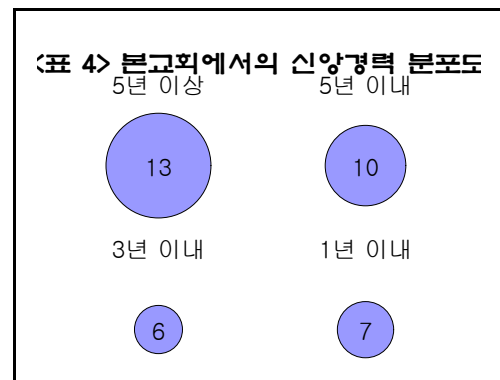 <표 4> 본교회에서의 신앙경력 분포도
5년 이상 5년 이내
13 10
3년 이내 1년 이내
6 7